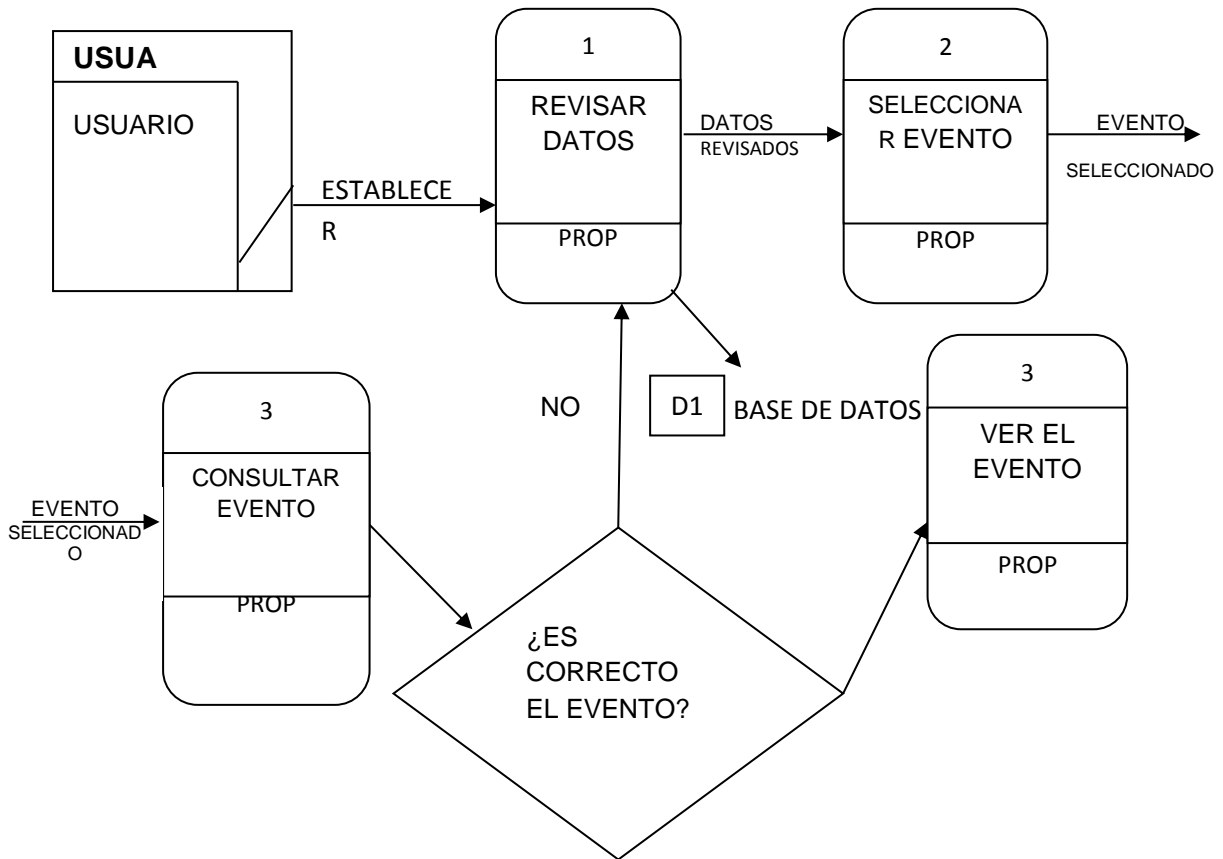 USUA
USUARIO
ESTABLECE
R
1
REVISAR
DATOS
PROP
DATOS
REVISADOS
2
SELECCIONA
R EVENTO
PROP
EVENTO
SELECCIONADO
EVENTO
SELECCIONAD
O
3
CONSULTAR
EVENTO
PROP
NO
D1
BASE DE DATOS
¿ES
CORRECTO
EL EVENTO?
3
VER EL
EVENTO
PROP